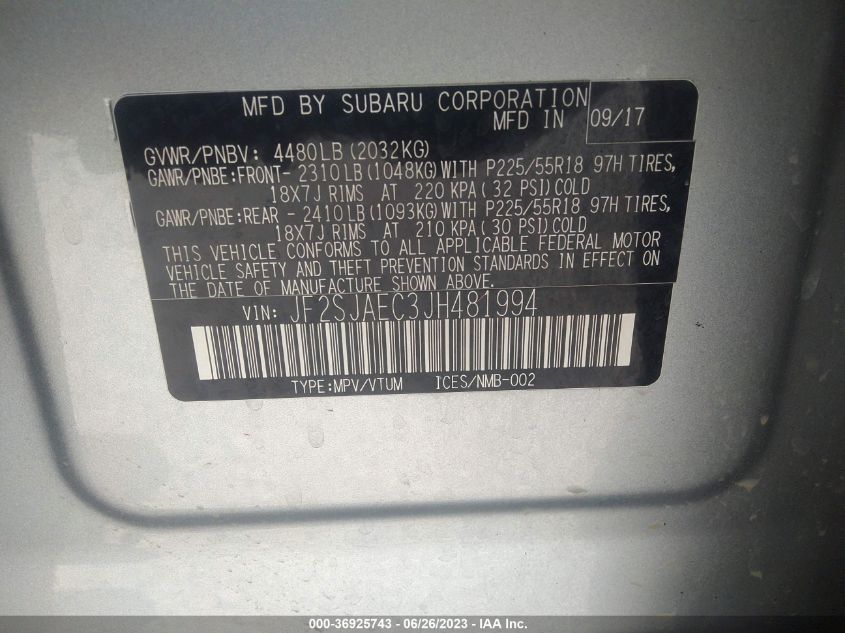 MFD BY SUBARU CORPORATION
MFD IN 09/17
GVWR/PNBV: 4480LB(2032KG)
GAWR/PNBE:FRONT- 2310LB(1048KG)WITH P225/55R18 97H TIRES,
18X7J RIMS AT 220 KPA( 32 PSI)COLD
GAWR/PNBE:REAR - 2410LB(1093KG)WITH P225/55R18 97H TIRES,
18X7J RIMS AT 210 KPA( 30 PSI)COLD
THIS VEHICLE CONFORMS TO ALL APPLICABLE FEDERAL MOTOR
VEHICLE SAFETY AND THEFT PREVENTION STANDARDS IN EFFECT ON
THE DATE OF MANUFACTURE SHOWN ABOVE.
VIN: JF2SJAEC3JH481994
TYPE:MPV/VTUM ICES/NMB-002
000-36925743 - 06/26/2023 - IAA Inc.